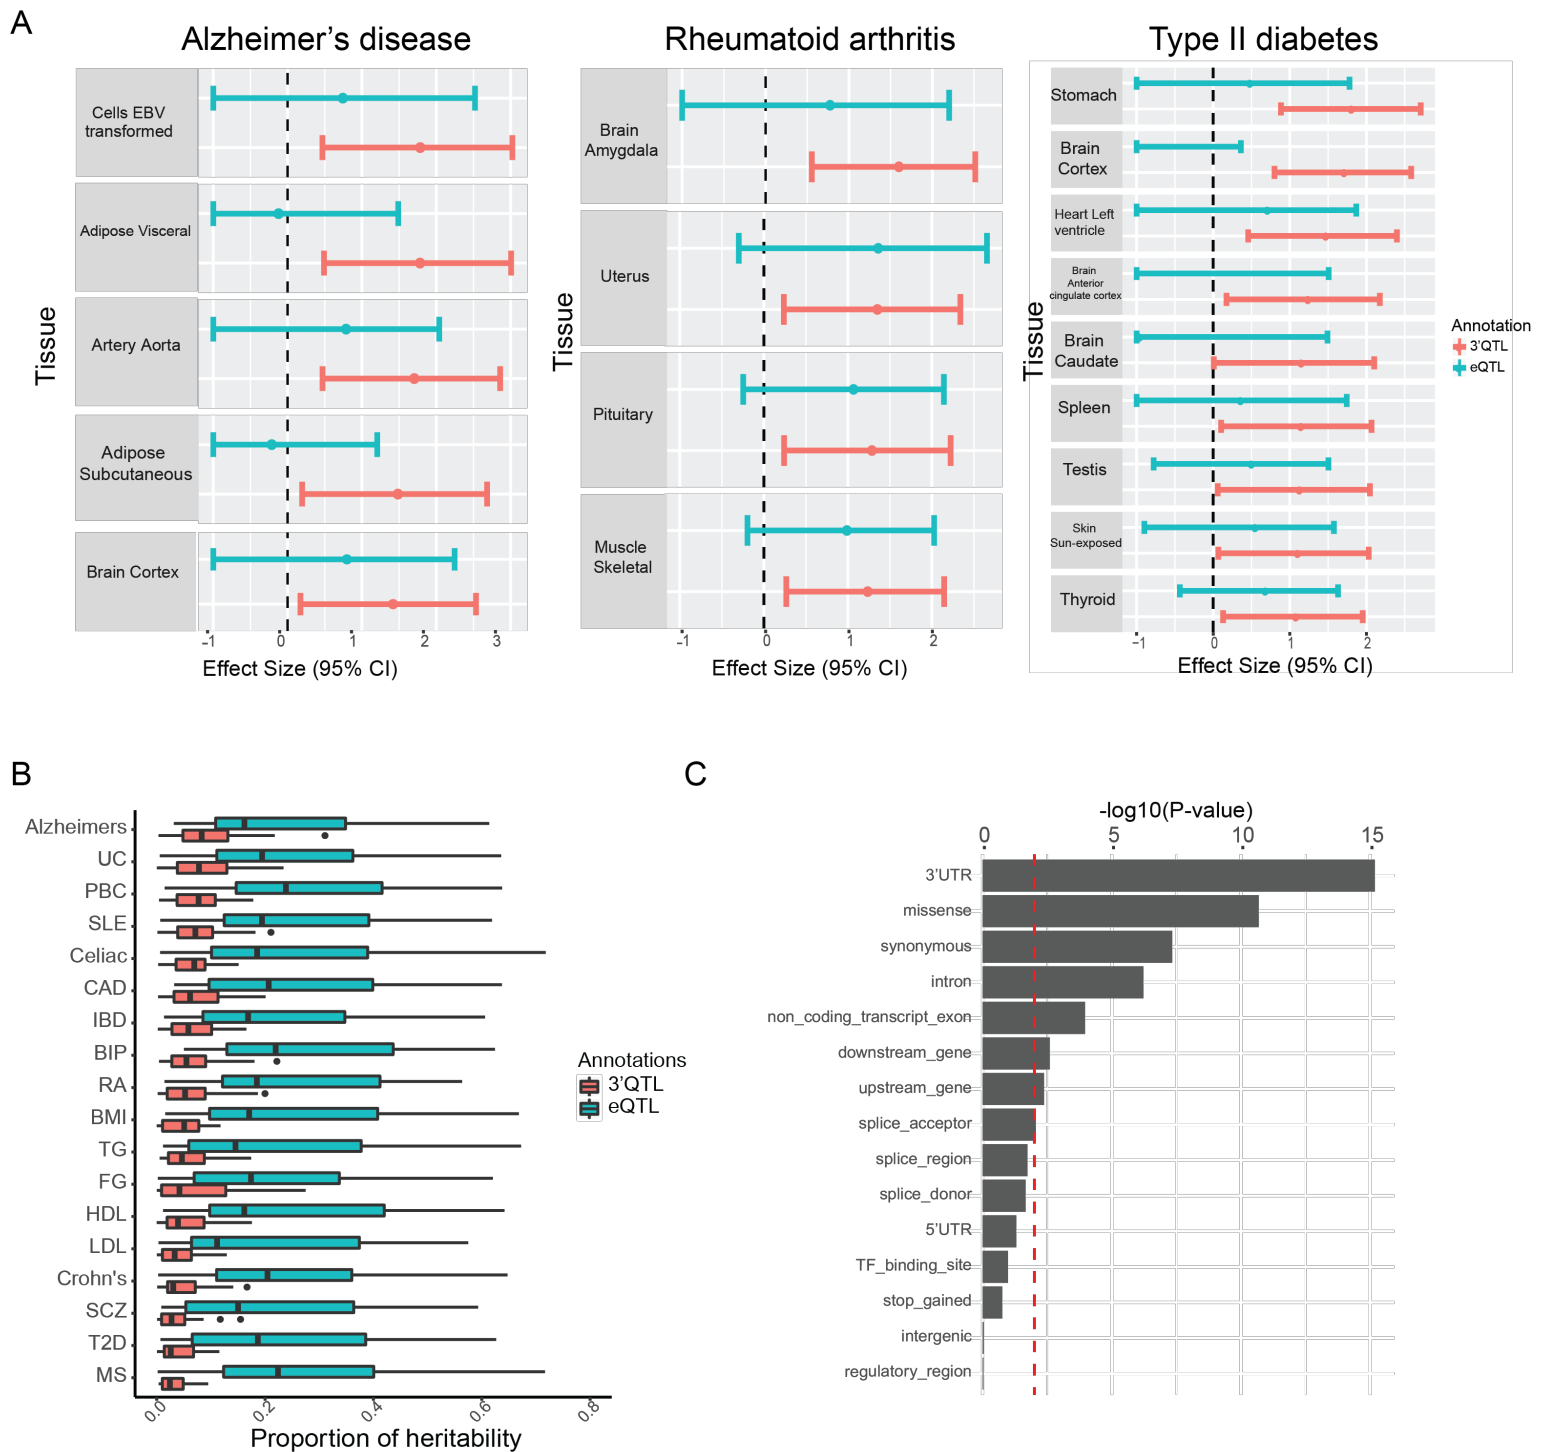 A
Alzheimer’s disease
Rheumatoid arthritis
Type II diabetes
Tissue
Cells EBV
transformed
Adipose Visceral
Artery Aorta
Adipose
Subcutaneous
Brain Cortex
-1 0 1 2 3
Effect Size (95% CI)
Tissue
Brain
Amygdala
Uterus
Pituitary
Muscle
Skeletal
-1 0 1 2
Effect Size (95% CI)
Tissue
Stomach
Brain
Cortex
Heart Left
ventricle
Brain
Anterior
cingulate cortex
Brain
Caudate
Spleen
Testis
Skin
Sun-exposed
Thyroid
-1 0 1 2
Effect Size (95% CI)
Annotation
3’QTL
eQTL
B
Alzheimers
UC
PBC
SLE
Celiac
CAD
IBD
BIP
RA
BMI
TG
FG
HDL
LDL
Crohn's
SCZ
T2D
MS
0.0 0.2 0.4 0.6 0.8
Proportion of heritability
Annotations
3’QTL
eQTL
C
-log10(P-value)
0 5 10 15
3’UTR
missense
synonymous
intron
non_coding_transcript_exon
downstream_gene
upstream_gene
splice_acceptor
splice_region
splice_donor
5’UTR
TF_binding_site
stop_gained
intergenic
regulatory_region